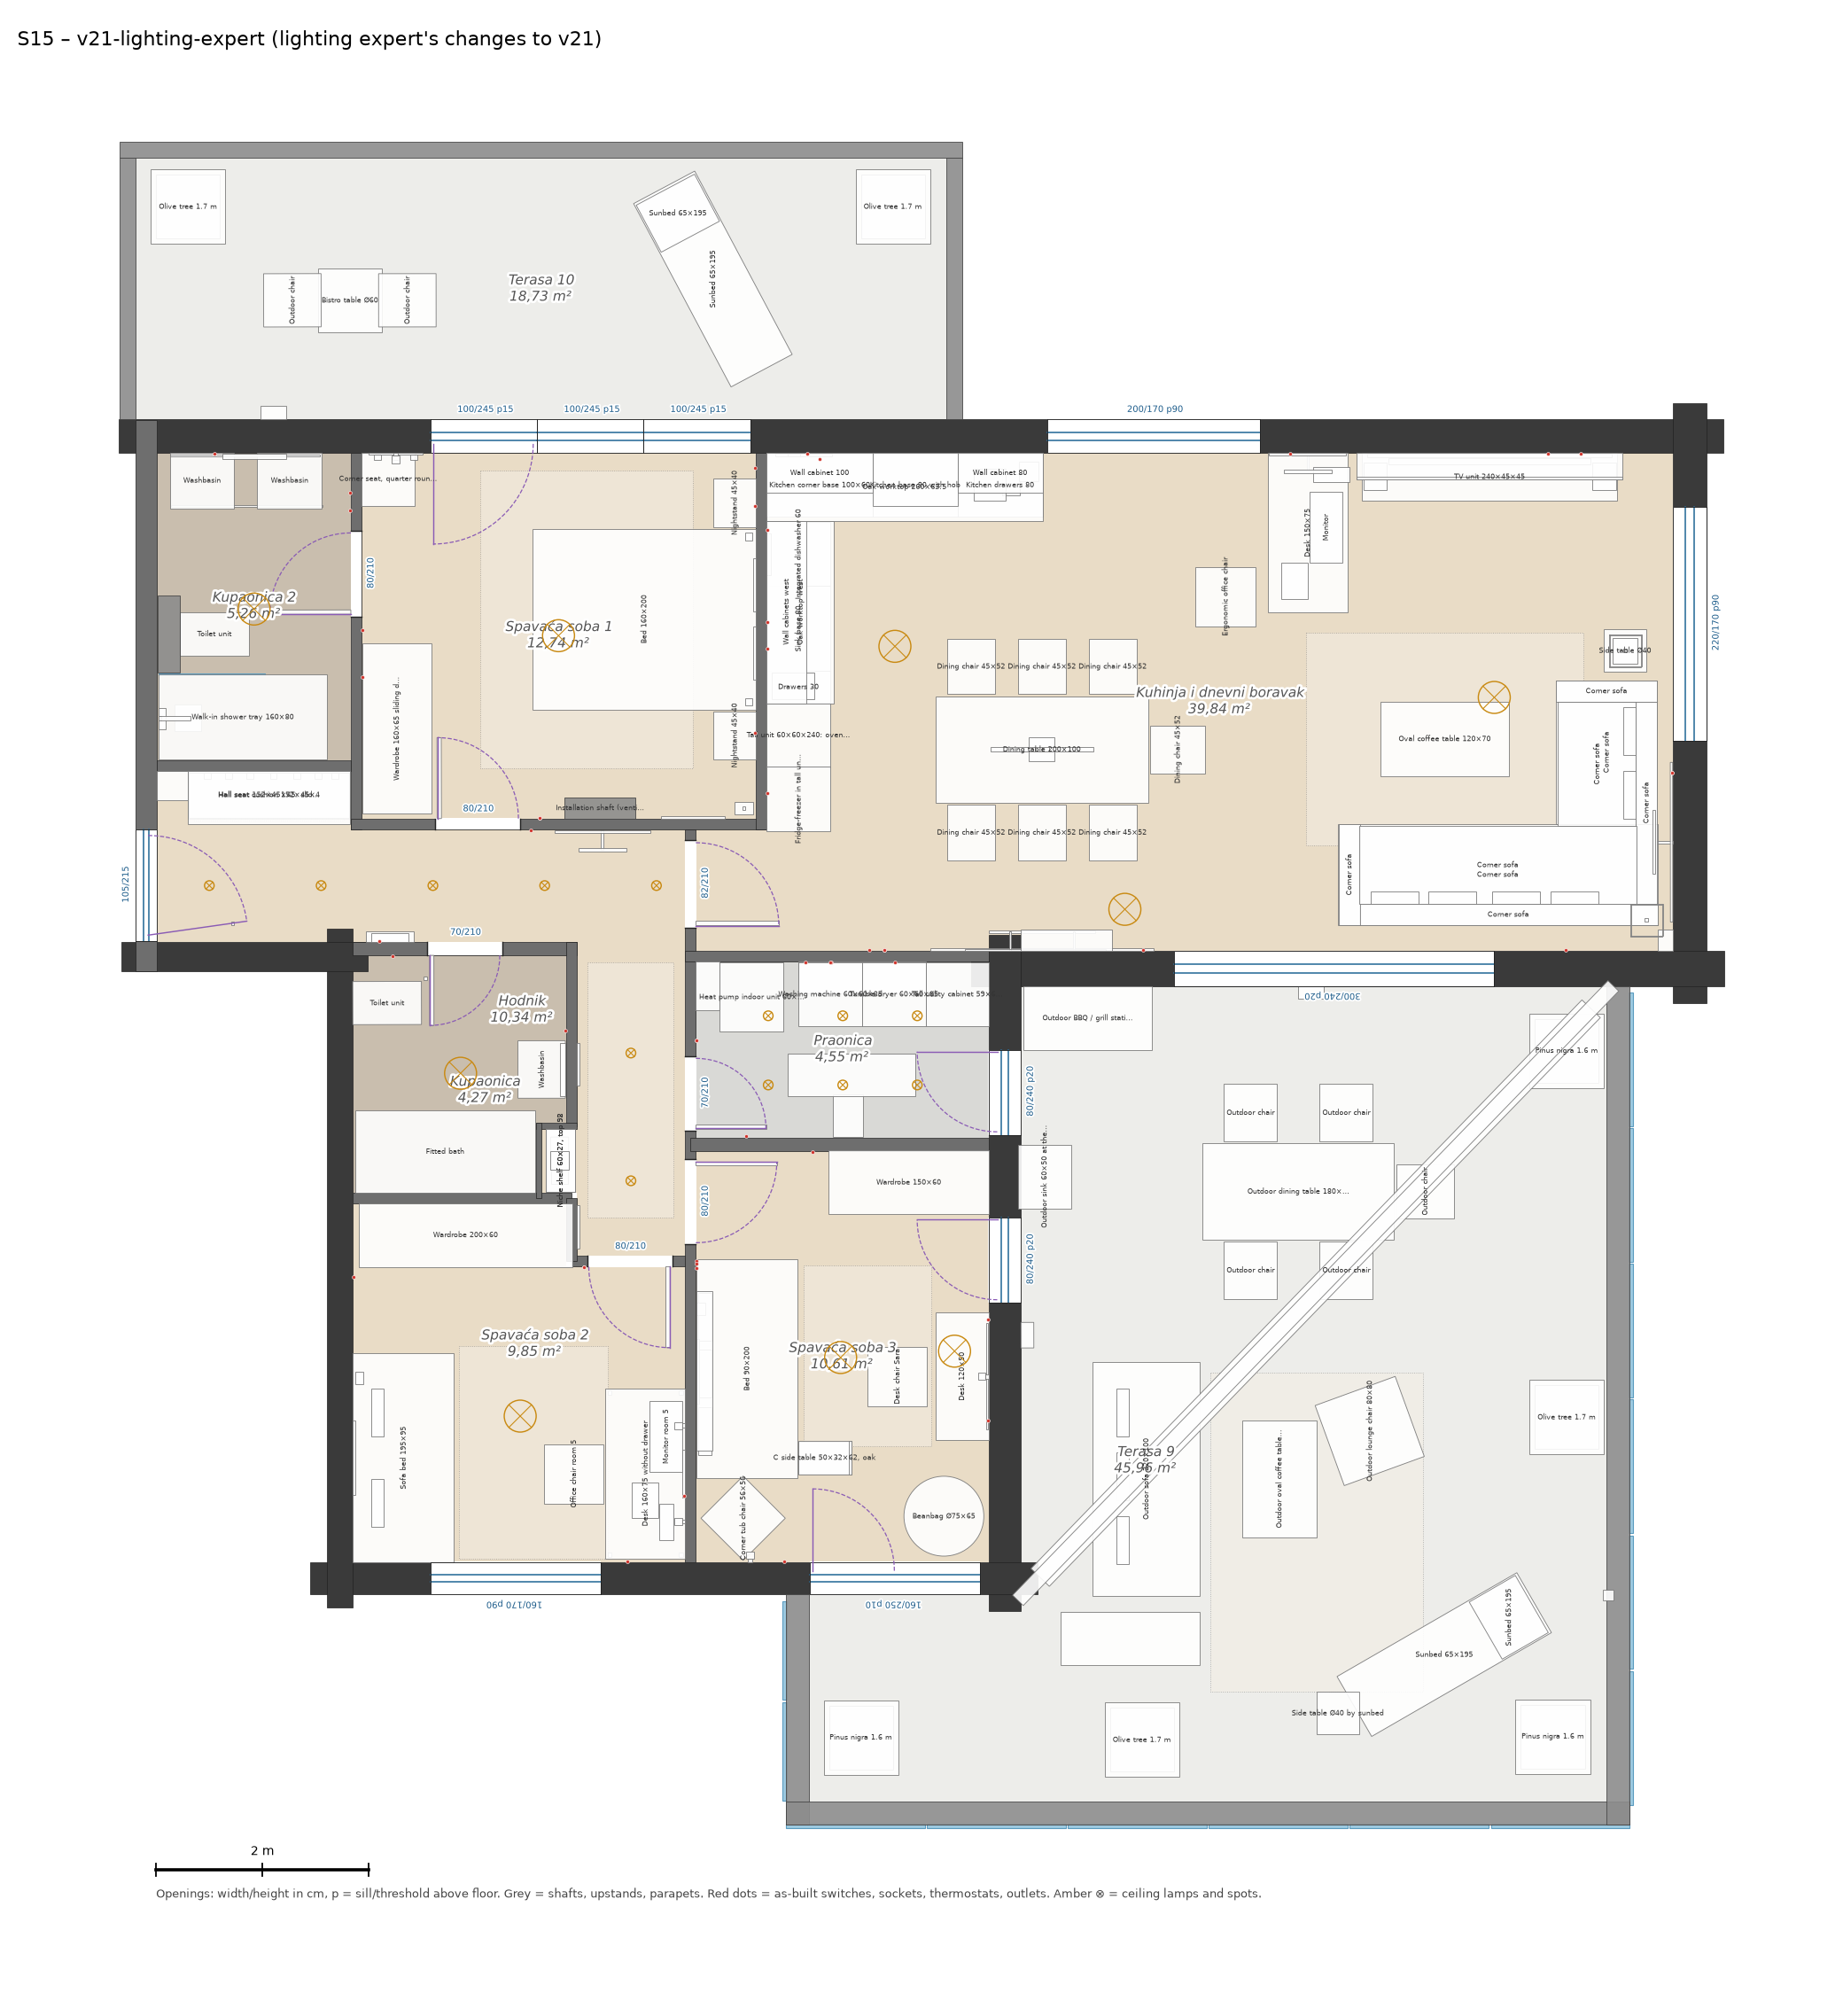 S15 – v21-lighting-expert (lighting expert's changes to v21)
Olive tree 1.7 m
Sunbed 65×195
Olive tree 1.7 m
Outdoor chair
Bistro table Ø60
Outdoor chair
Sunbed 65×195
Terasa 10
18,73 m²
100/245 p15
100/245 p15
100/245 p15
200/170 p90
Washbasin
Washbasin
Corner seat, quarter roun...
Nightstand 45×40
Wall cabinet 100
Wall cabinet 80
Kitchen drawers 80
TV unit 240×45×45
Desk 150×75
Monitor
Ergonomic office chair
80/210
Kupaonica 2
5,26 m²
Toilet unit
Spavaća soba 1
12,74 m²
Bed 160×200
Wall cabinets west
Drawers 30
220/170 p90
Side table Ø40
Dining chair 45×52
Dining chair 45×52
Dining chair 45×52
Kuhinja i dnevni boravak
39,84 m²
Corner sofa
Walk-in shower tray 160×80
Wardrobe 160×65 sliding d...
Nightstand 45×40
Tall unit 60×60×240: oven...
Dining table 200×100
Dining chair 45×52
Oval coffee table 120×70
Corner sofa
Corner sofa
Corner sofa
80/210
Installation shaft (venti...
Fridge-freezer in tall un...
Dining chair 45×52
Dining chair 45×52
Dining chair 45×52
Corner sofa
Corner sofa
Corner sofa
Corner sofa
105/215
82/210
70/210
Toilet unit
Hodnik
10,34 m²
Heat pump indoor unit 60×...
Tall utility cabinet 59×...
300/240 p20
Outdoor BBQ / grill stati...
Pinus nigra 1.6 m
Praonica
4,55 m²
Washbasin
Kupaonica
4,27 m²
70/210
80/240 p20
Outdoor chair
Outdoor chair
Fitted bath
Niche shelf 60×27, top 98
80/210
Wardrobe 150×60
Outdoor sink 60×50 at the...
Outdoor dining table 180×...
Outdoor chair
Wardrobe 200×60
80/210
80/240 p20
Outdoor chair
Outdoor chair
Spavaća soba 2
9,85 m²
Bed 90×200
Spavaća soba 3
10,61 m²
Desk chair Sara
Desk 120×50
Sofa bed 195×95
Office chair room 5
Desk 160×75 without drawer
Monitor room 5
C side table 50×32×62, oak
Corner tub chair 56×56
Beanbag Ø75×65
Terasa 9
45,96 m²
Outdoor oval coffee table...
Outdoor lounge chair 80×80
Olive tree 1.7 m
160/170 p90
160/250 p10
Sunbed 65×195
Sunbed 65×195
Side table Ø40 by sunbed
Pinus nigra 1.6 m
Olive tree 1.7 m
Pinus nigra 1.6 m
2 m
Openings: width/height in cm, p = sill/threshold above floor. Grey = shafts, upstands, parapets. Red dots = as-built switches, sockets, thermostats, outlets. Amber ⊗ = ceiling lamps and spots.